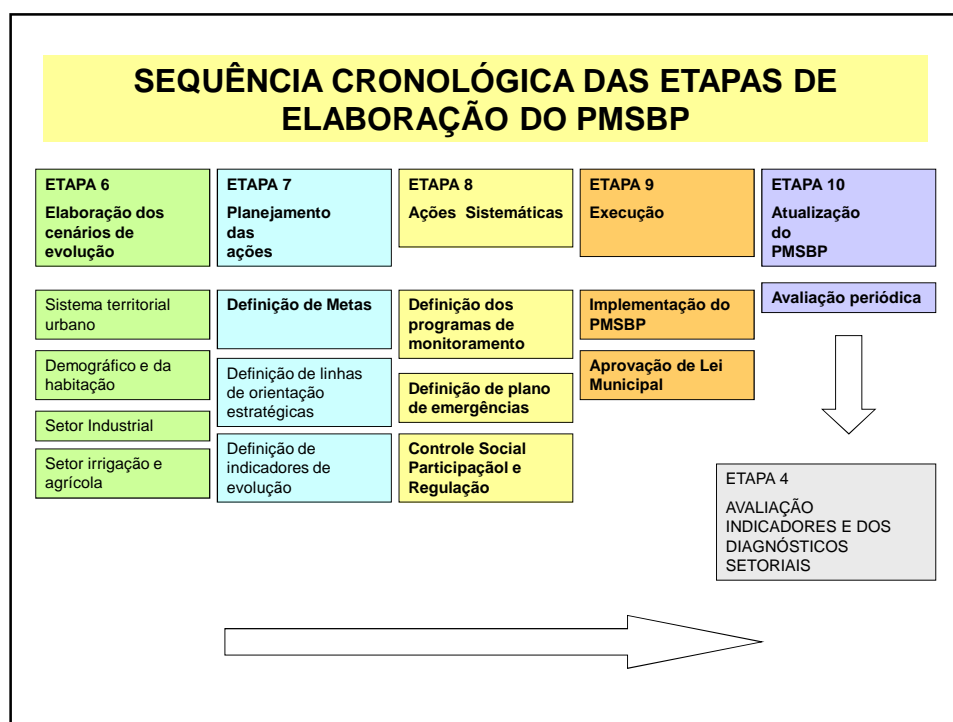 SEQUÊNCIA CRONOLÓGICA DAS ETAPAS DE
ELABORAÇÃO DO PMSBP
ETAPA 6
Elaboração dos
cenários de
evolução
Sistema territorial
urbano
Demográfico e da
habitação
Setor Industrial
Setor irrigação e
agrícola
ETAPA 7
Planejamento
das
ações
Definição de Metas
Definição de linhas
de orientação
estratégicas
Definição de
indicadores de
evolução
ETAPA 8
Ações Sistemáticas
Definição dos
programas de
monitoramento
Definição de plano
de emergências
Controle Social
Participaçãol e
Regulação
ETAPA 9
Execução
Implementação do
PMSBP
Aprovação de Lei
Municipal
ETAPA 10
Atualização
do
PMSBP
Avaliação periódica
ETAPA 4
AVALIAÇÃO
INDICADORES E DOS
DIAGNÓSTICOS
SETORIAIS